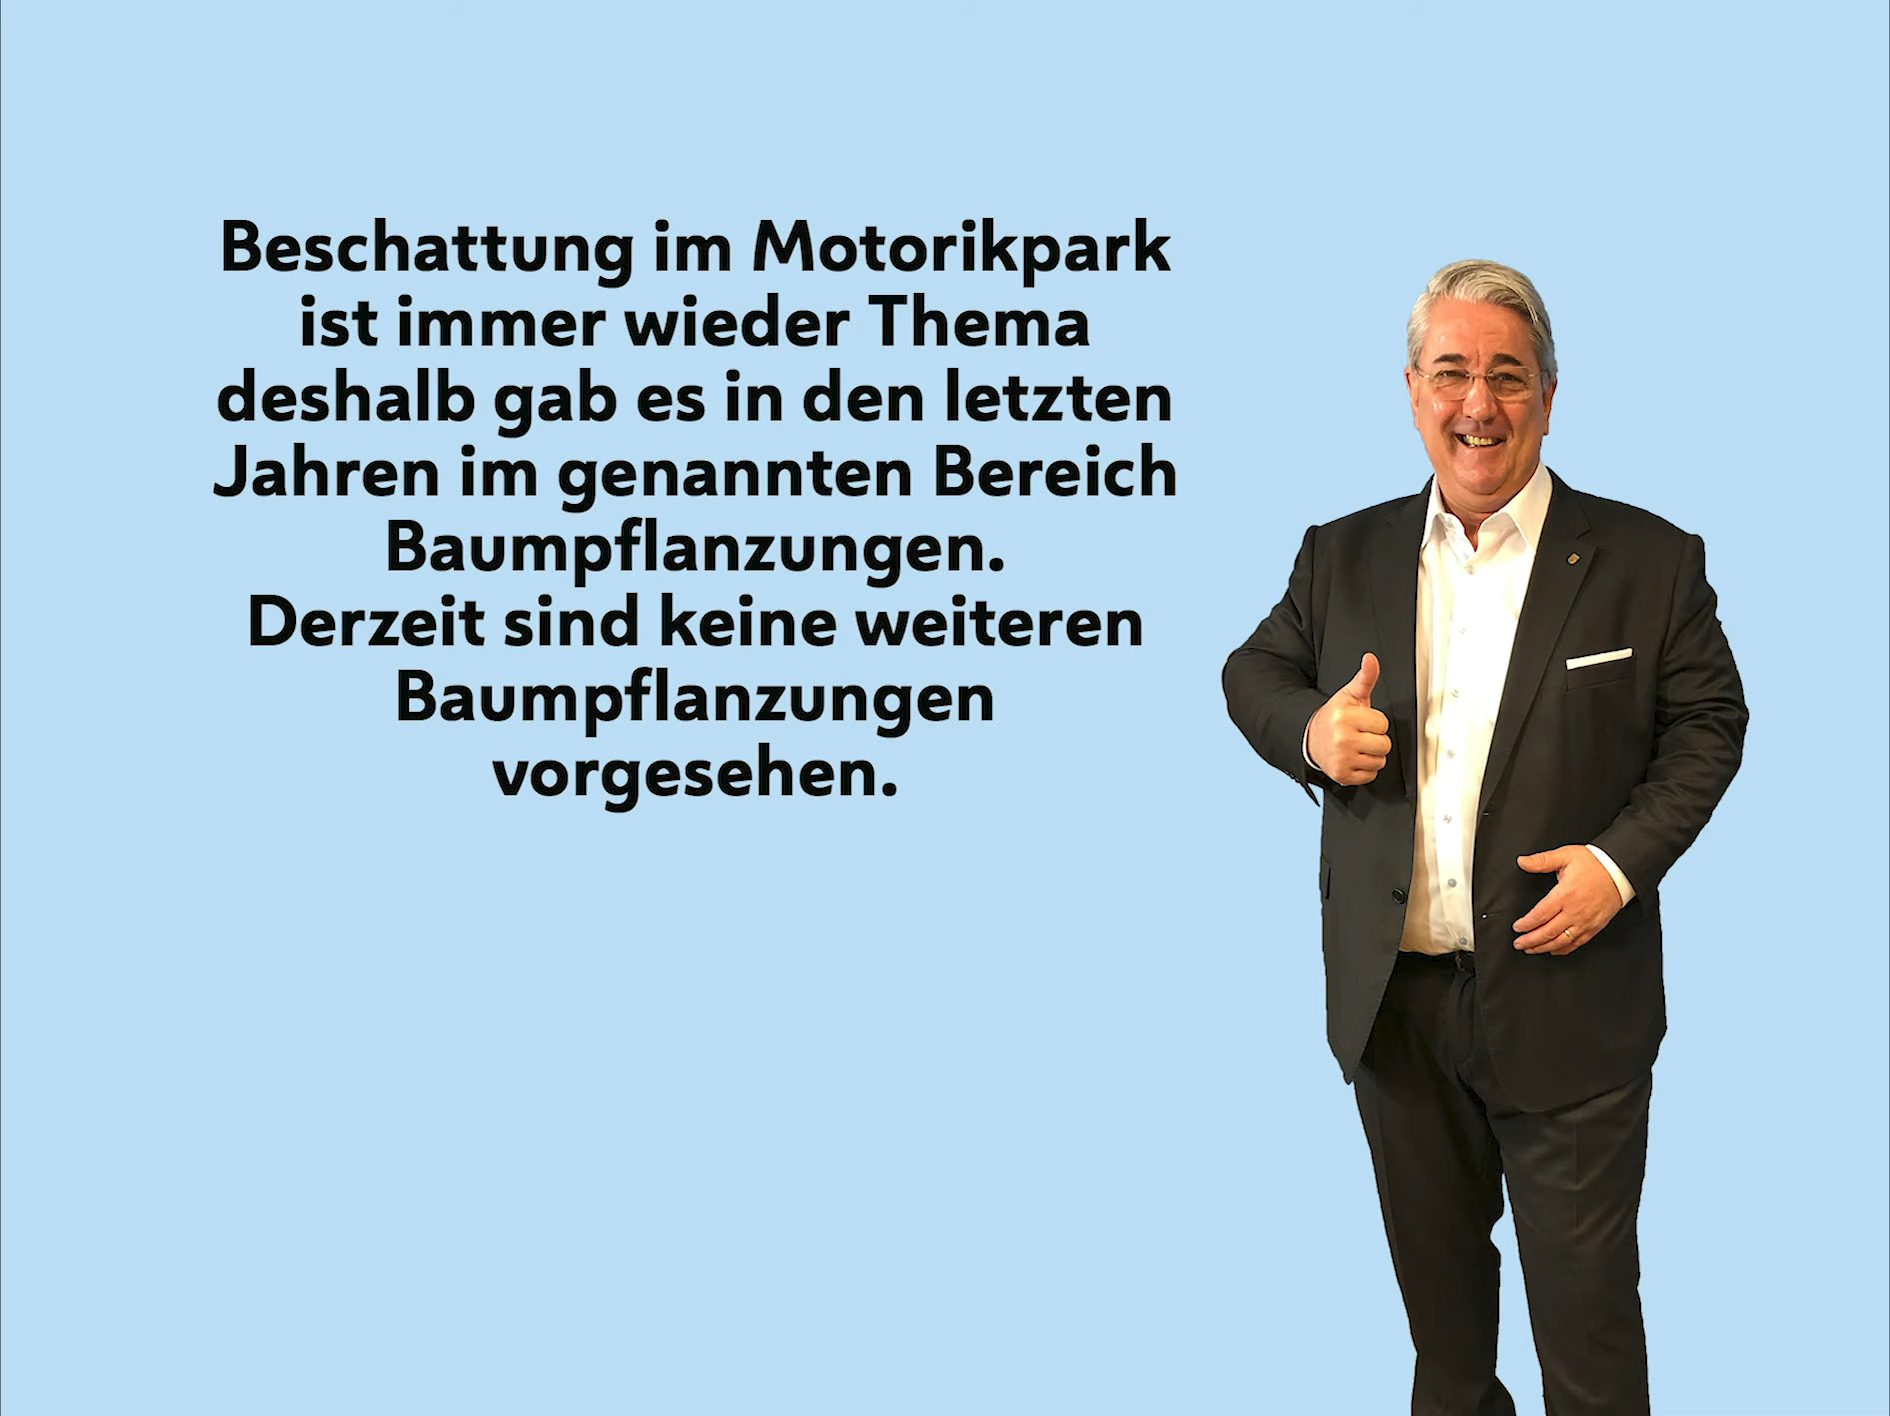 Beschattung im Motorikpark
ist immer wieder Thema
deshalb gab es in den letzten
Jahren im genannten Bereich
Baumpflanzungen.
Derzeit sind keine weiteren
Baumpflanzungen
vorgesehen.